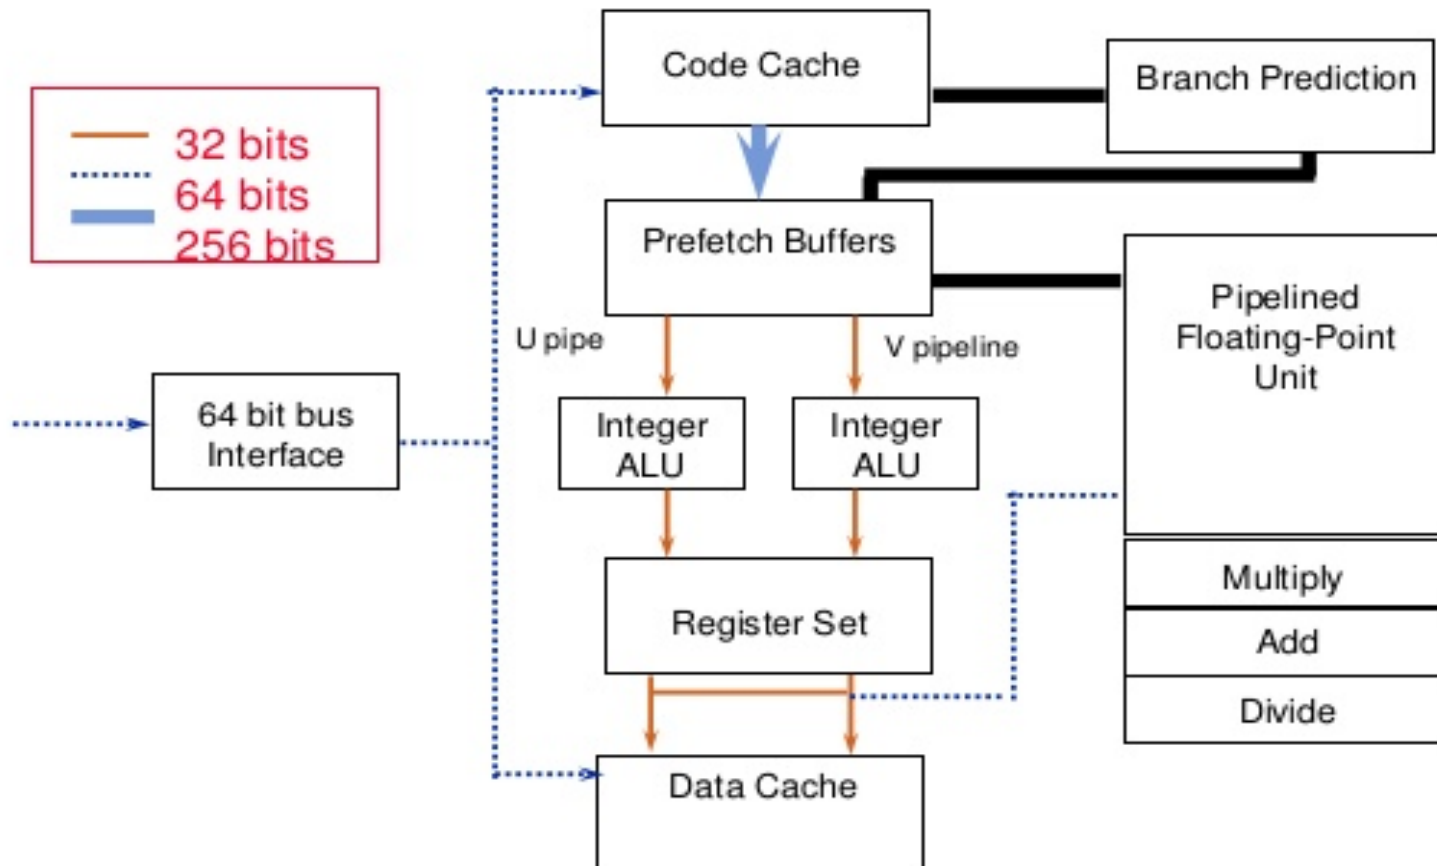 Code Cache
Branch Prediction
32 bits
64 bits
256 bits
Prefetch Buffers
Pipelined
Floating-Point
Unit
U pipe
V pipeline
64 bit bus
Interface
Integer
ALU
Integer
ALU
Multiply
Register Set
Add
Divide
Data Cache